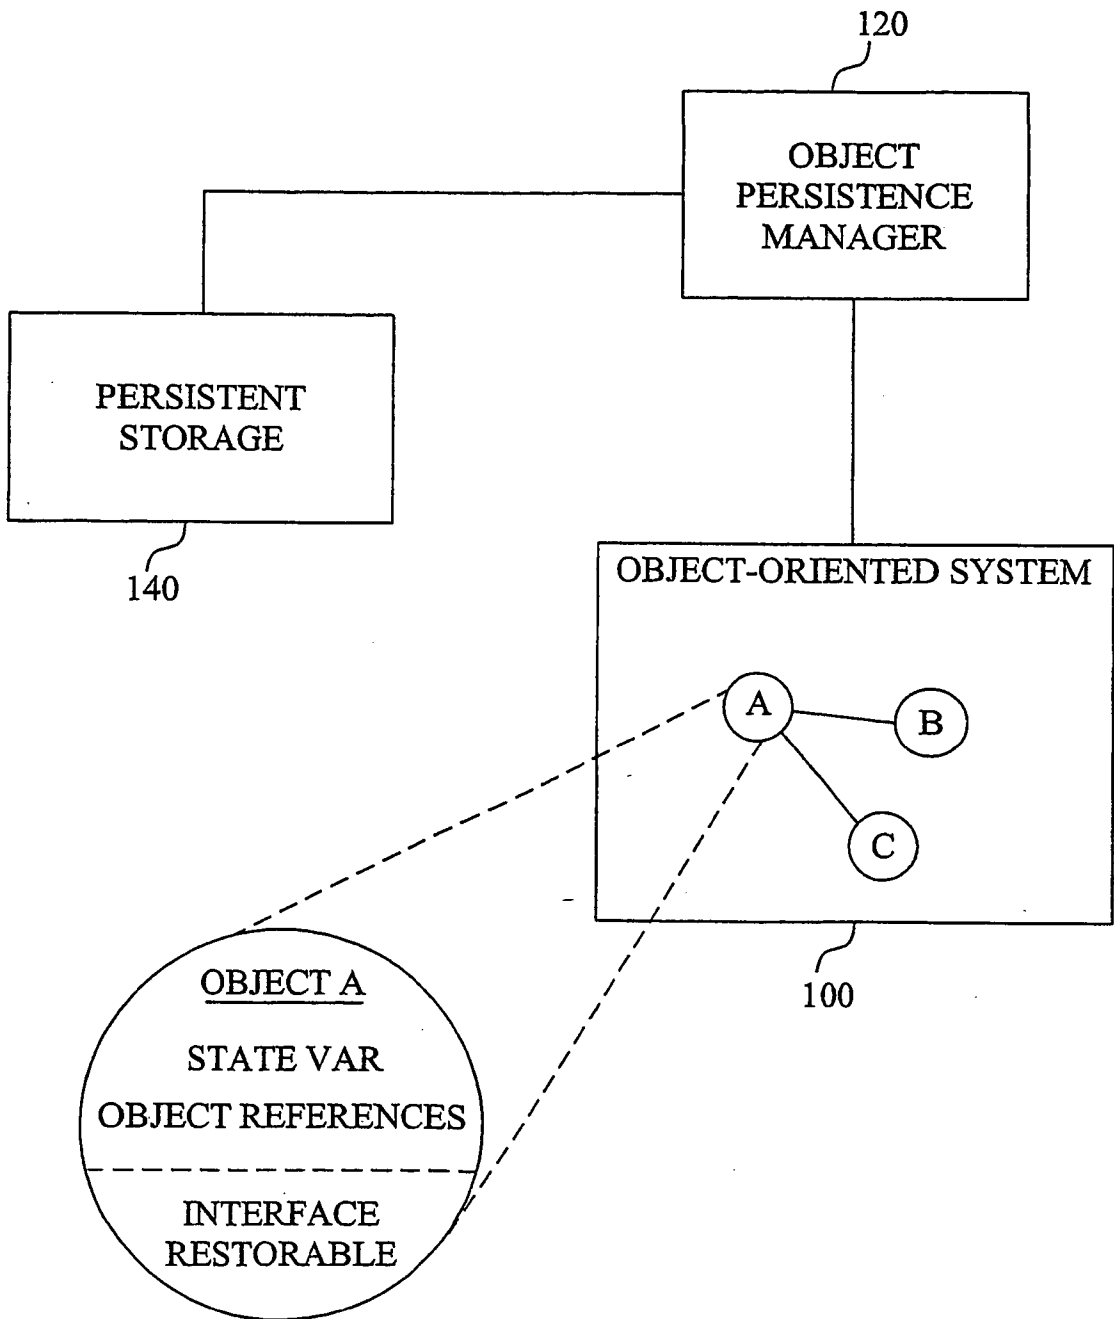 120
OBJECT
PERSISTENCE
MANAGER
PERSISTENT
STORAGE
140
OBJECT-ORIENTED SYSTEM
A
B
C
100
OBJECT A
STATE VAR
OBJECT REFERENCES
INTERFACE
RESTORABLE